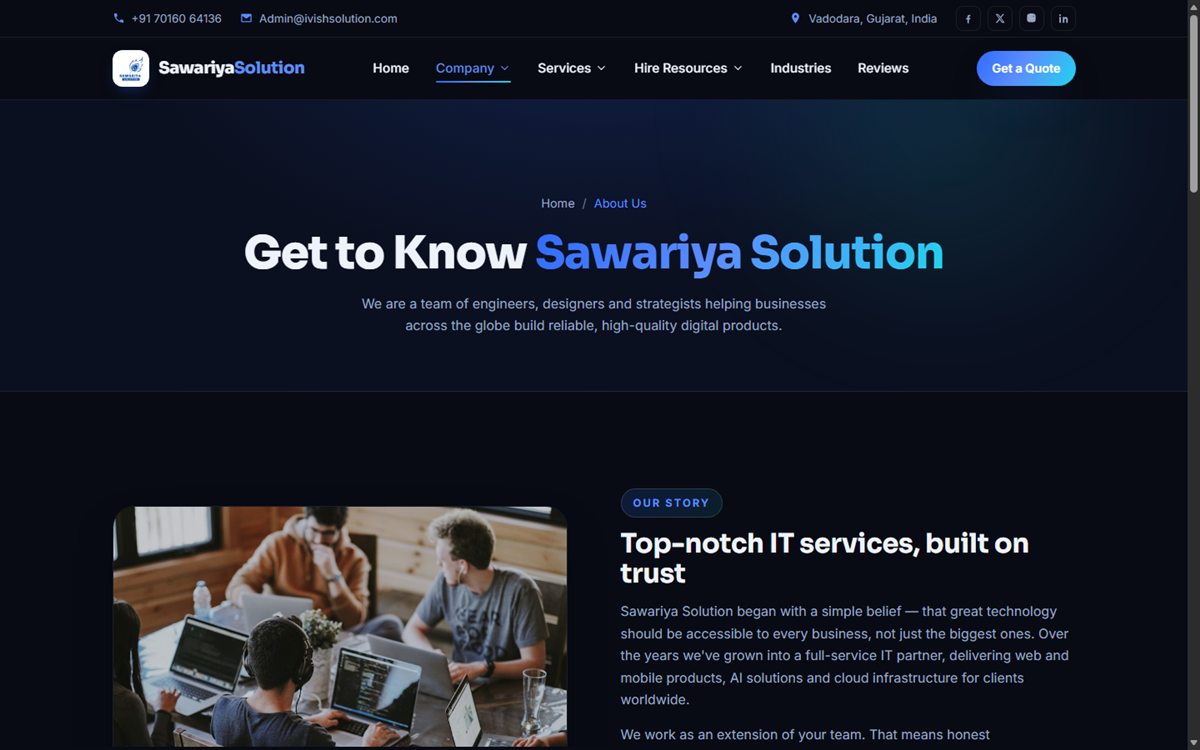 +91 70160 64136
Admin@ivishsolution.com
Vadodara, Gujarat, India
SawariyaSolution
Home
Company
Services
Hire Resources
Industries
Reviews
Get a Quote
Home / About Us
Get to Know Sawariya Solution
We are a team of engineers, designers and strategists helping businesses
across the globe build reliable, high-quality digital products.
OUR STORY
Top-notch IT services, built on
trust
Sawariya Solution began with a simple belief — that great technology
should be accessible to every business, not just the biggest ones. Over
the years we've grown into a full-service IT partner, delivering web and
mobile products, AI solutions and cloud infrastructure for clients
worldwide.
We work as an extension of your team. That means honest